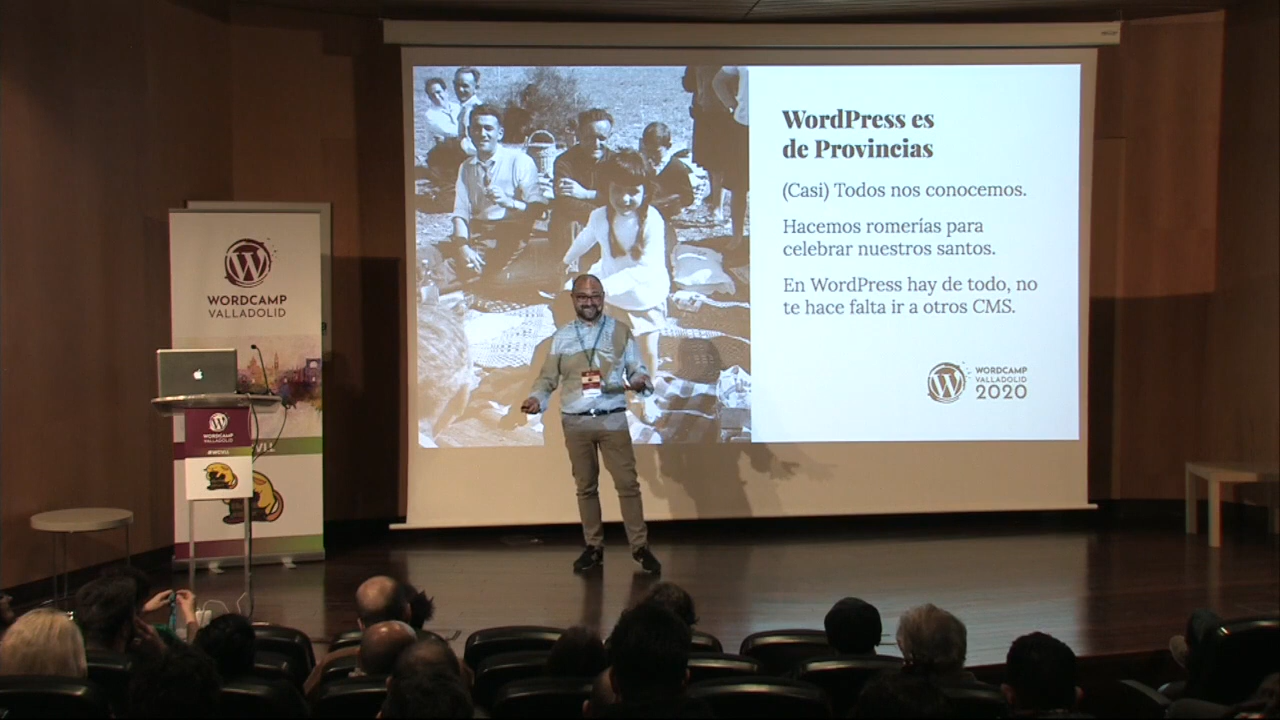 WordPress es
de Provincias
(Casi) Todos nos conocemos.
Hacemos romerías para
celebrar nuestros santos.
En WordPress hay de todo, no
te hace falta ir a otros CMS.
WORDCAMP
VALLADOLID
2020
WORDCAMP
VALLADOLID
WORDCAMP
VALLADOLID
#WCVLL